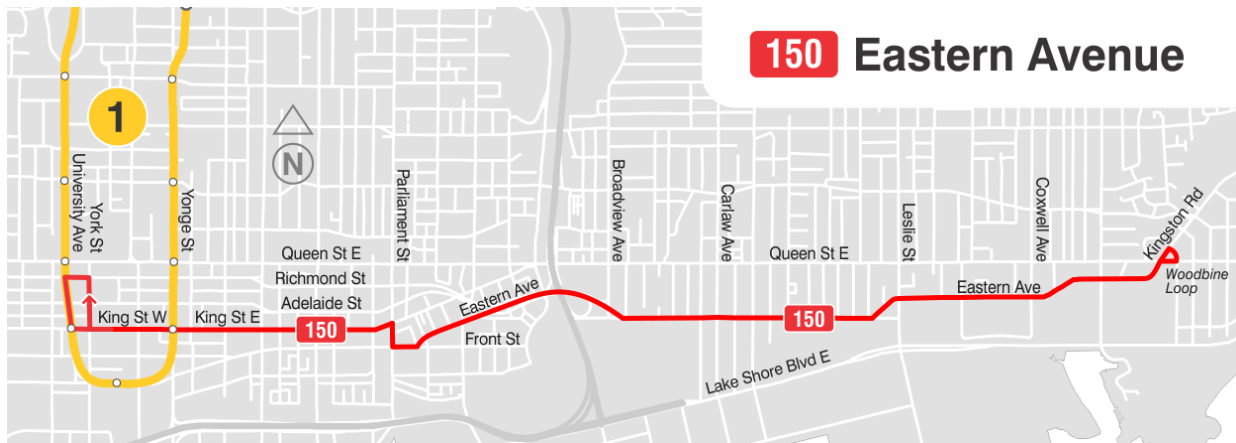 150 Eastern Avenue
1
N
University Ave
York St
Yonge St
Parliament St
Broadview Ave
Carlaw Ave
Leslie St
Coxwell Ave
Kingston Rd
Queen St E
Queen St E
Richmond St
Adelaide St
Eastern Ave
Eastern Ave
Woodbine
Loop
King St W
King St E
150
150
Front St
Lake Shore Blvd E